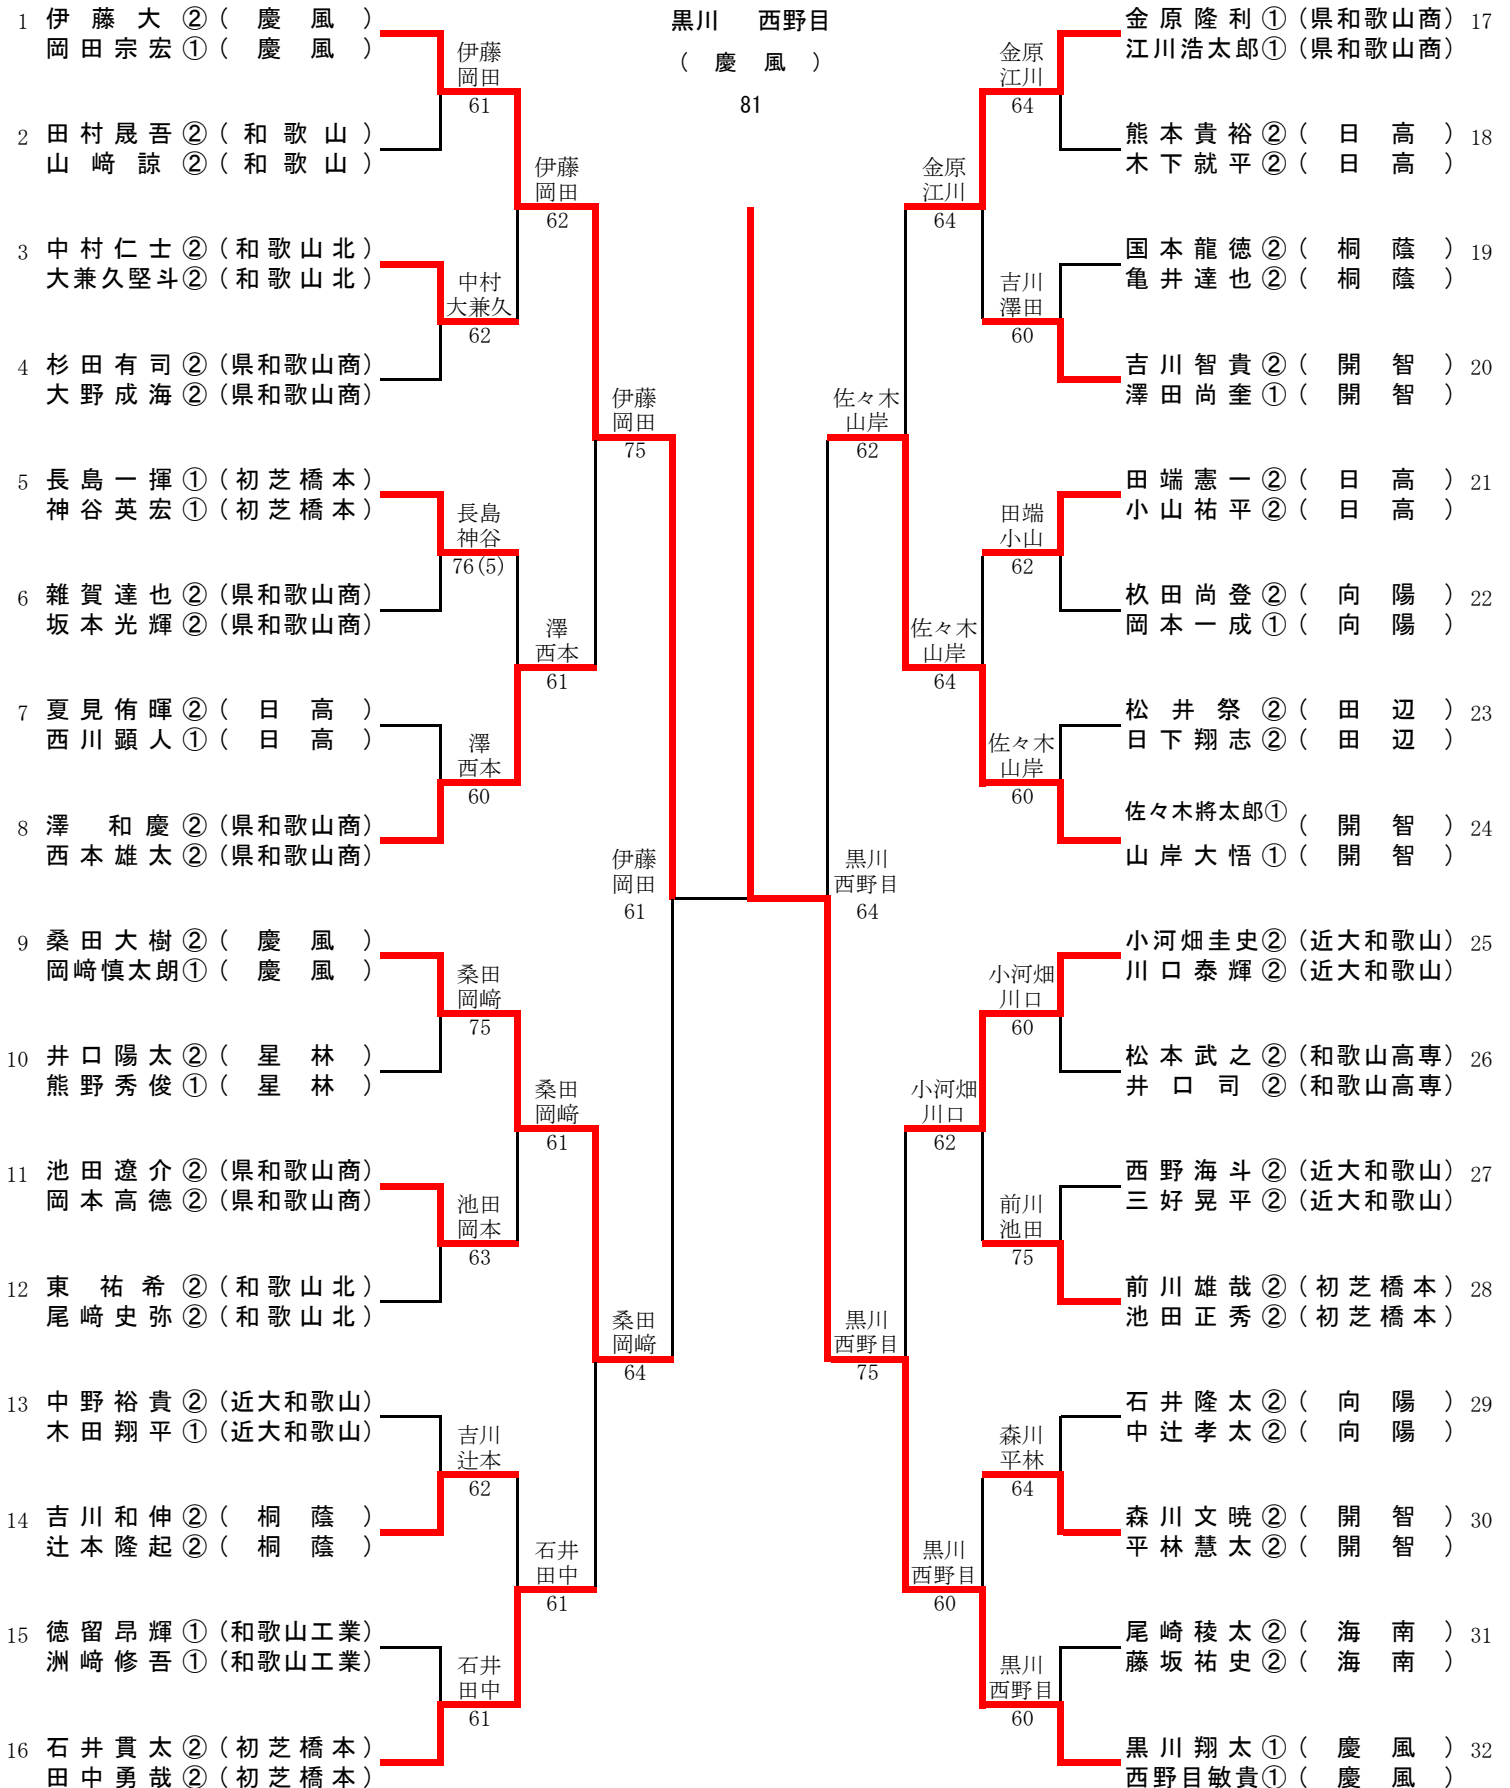 黒川 西野目
( 慶 風 )
81
1 伊藤大② ( 慶 風 )
岡田宗宏① ( 慶 風 )
2 田村晟吾② ( 和歌山 )
山﨑諒② ( 和歌山 )
3 中村仁士② ( 和歌山北 )
大兼久堅斗② ( 和歌山北 )
4 杉田有司② (県和歌山商)
大野成海② (県和歌山商)
5 長島一揮① ( 初芝橋本 )
神谷英宏① ( 初芝橋本 )
6 雑賀達也② (県和歌山商)
坂本光輝② (県和歌山商)
7 夏見侑暉② ( 日 高 )
西川顕人① ( 日 高 )
8 澤 和慶② (県和歌山商)
西本雄太② (県和歌山商)
9 桑田大樹② ( 慶 風 )
岡﨑慎太朗① ( 慶 風 )
10 井口陽太② ( 星 林 )
熊野秀俊① ( 星 林 )
11 池田遼介② (県和歌山商)
岡本高德② (県和歌山商)
12 東 祐希② ( 和歌山北 )
尾﨑史弥② ( 和歌山北 )
13 中野裕貴② (近大和歌山)
木田翔平① (近大和歌山)
14 吉川和伸② ( 桐 蔭 )
辻本隆起② ( 桐 蔭 )
15 徳留昂輝① (和歌山工業)
洲﨑修吾① (和歌山工業)
16 石井貫太② ( 初芝橋本 )
田中勇哉② ( 初芝橋本 )
伊藤
岡田
61
中村
大兼久
62
長島
神谷
76(5)
澤
西本
60
桑田
岡﨑
75
池田
岡本
63
吉川
辻本
62
石井
田中
61
伊藤
岡田
62
澤
西本
61
桑田
岡﨑
61
石井
田中
61
伊藤
岡田
75
桑田
岡﨑
64
伊藤
岡田
61
黒川
西野目
64
佐々木
山岸
62
黒川
西野目
75
金原
江川
64
佐々木
山岸
64
小河畑
川口
62
黒川
西野目
60
金原
江川
64
吉川
澤田
60
田端
小山
62
佐々木
山岸
60
小河畑
川口
60
前川
池田
75
森川
平林
64
黒川
西野目
60
金原隆利① (県和歌山商) 17
江川浩太郎① (県和歌山商)
熊本貴裕② ( 日 高 ) 18
木下就平② ( 日 高 )
国本龍徳② ( 桐 蔭 ) 19
亀井達也② ( 桐 蔭 )
吉川智貴② ( 開 智 ) 20
澤田尚奎① ( 開 智 )
田端憲一② ( 日 高 ) 21
小山祐平② ( 日 高 )
杦田尚登② ( 向 陽 ) 22
岡本一成① ( 向 陽 )
松井祭② ( 田 辺 ) 23
日下翔志② ( 田 辺 )
佐々木將太郎① ( 開 智 ) 24
山岸大悟① ( 開 智 )
小河畑圭史② (近大和歌山) 25
川口泰輝② (近大和歌山)
松本武之② (和歌山高専) 26
井口司② (和歌山高専)
西野海斗② (近大和歌山) 27
三好晃平② (近大和歌山)
前川雄哉② ( 初芝橋本 ) 28
池田正秀② ( 初芝橋本 )
石井隆太② ( 向 陽 ) 29
中辻孝太② ( 向 陽 )
森川文暁② ( 開 智 ) 30
平林慧太② ( 開 智 )
尾崎稜太② ( 海 南 ) 31
藤坂祐史② ( 海 南 )
黒川翔太① ( 慶 風 ) 32
西野目敏貴① ( 慶 風 )